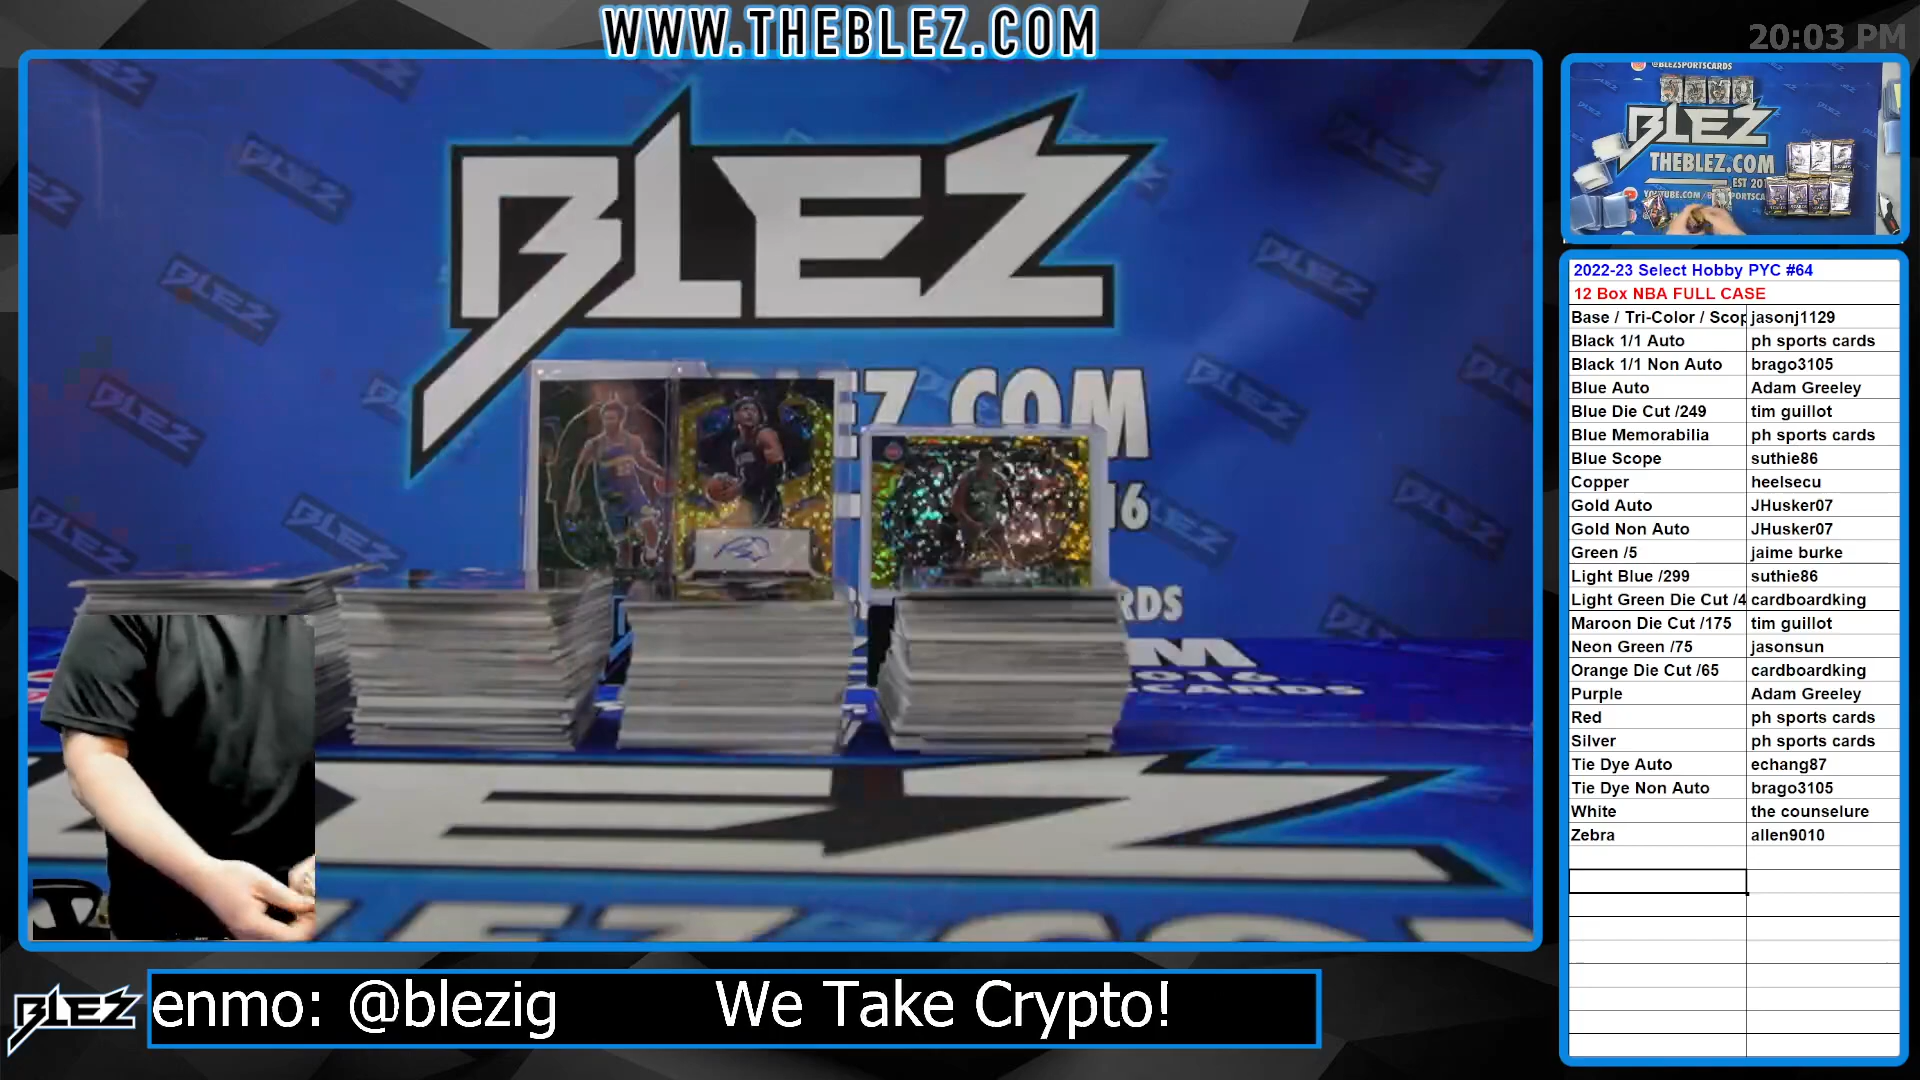 WWW.THEBLEZ.COM
20:03 PM
BLEZ
EZ.COM
16
RDS
@BLEZSPORTSCARDS
BLEZ
THEBLEZ.COM
2022-23 Select Hobby PYC #64
12 Box NBA FULL CASE
Base / Tri-Color / Scop jasonj1129
Black 1/1 Auto ph sports cards
Black 1/1 Non Auto brago3105
Blue Auto Adam Greeley
Blue Die Cut /249 tim guillot
Blue Memorabilia ph sports cards
Blue Scope suthie86
Copper heelsecu
Gold Auto JHusker07
Gold Non Auto JHusker07
Green /5 jaime burke
Light Blue /299 suthie86
Light Green Die Cut /4 cardboardking
Maroon Die Cut /175 tim guillot
Neon Green /75 jasonsun
Orange Die Cut /65 cardboardking
Purple Adam Greeley
Red ph sports cards
Silver ph sports cards
Tie Dye Auto echang87
Tie Dye Non Auto brago3105
White the counselure
Zebra allen9010
BLEZ
enmo: @blezig We Take Crypto!